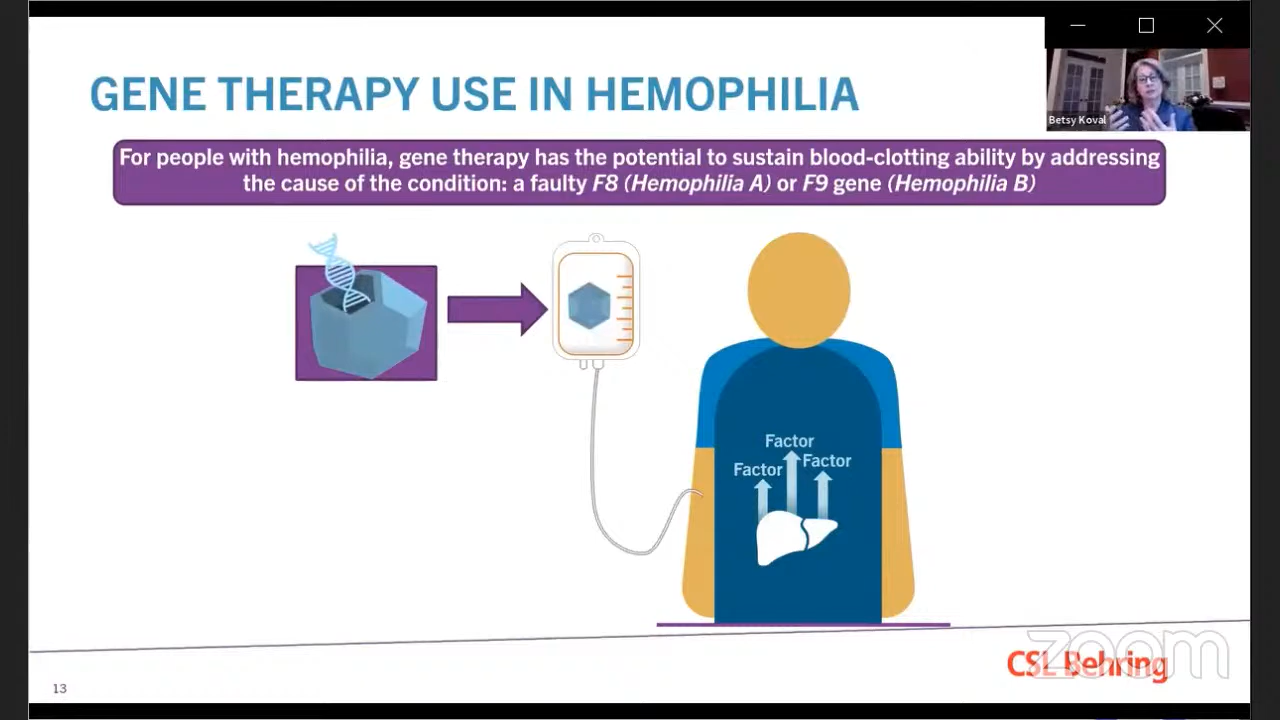 GENE THERAPY USE IN HEMOPHILIA
Betsy Koval
For people with hemophilia, gene therapy has the potential to sustain blood-clotting ability by addressing
the cause of the condition: a faulty F8 (Hemophilia A) or F9 gene (Hemophilia B)
Factor
Factor
Factor
CSL Behring
zoom
13